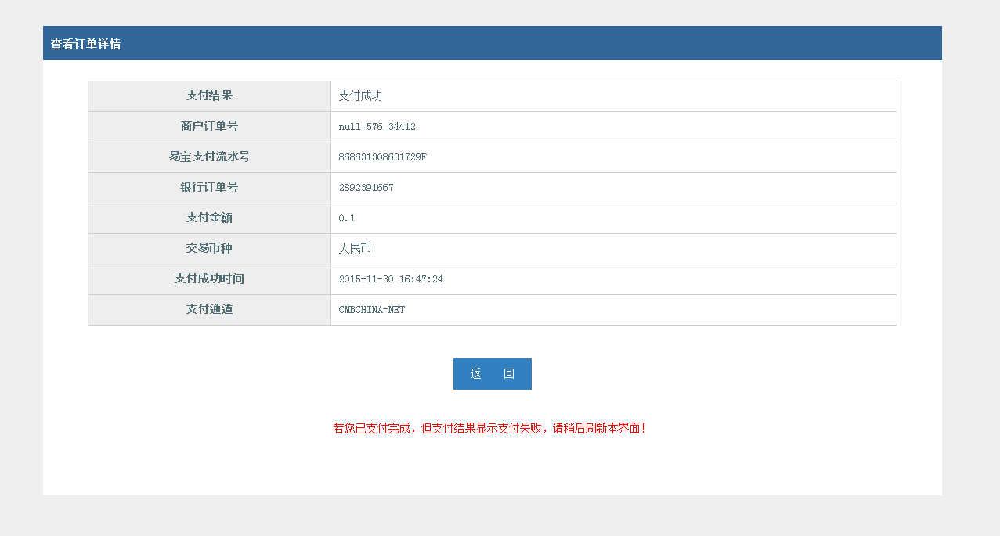 查看订单详情
支付结果 支付成功
商户订单号 null_576_34412
易宝支付流水号 868631308631729F
银行订单号 2892391667
支付金额 0.1
交易币种 人民币
支付成功时间 2015-11-30 16:47:24
支付通道 CMBCHINA-NET
返 回
若您已支付完成，但支付结果显示支付失败，请稍后刷新本界面！